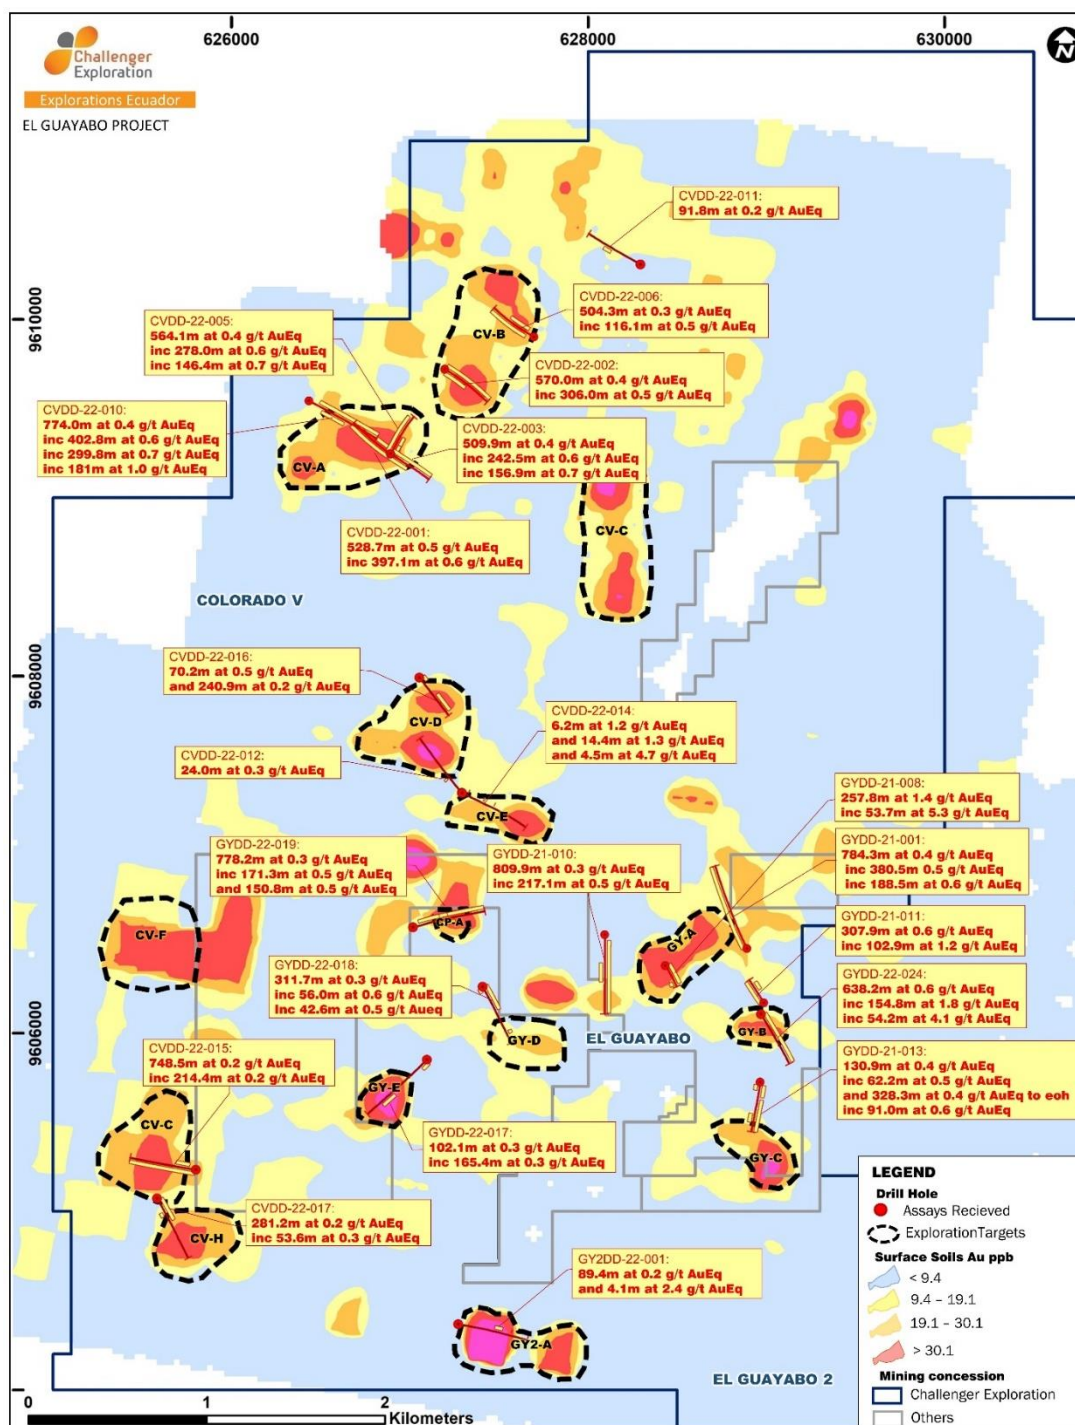 626000
628000
630000
N
Challenger
Exploration
Explorations Ecuador
EL GUAYABO PROJECT
9610000
9608000
9606000
CVDD-22-011:
91.8m at 0.2 g/t AuEq
CVDD-22-006:
504.3m at 0.3 g/t AuEq
inc 116.1m at 0.5 g/t AuEq
CV-B
CVDD-22-005:
564.1m at 0.4 g/t AuEq
inc 278.0m at 0.6 g/t AuEq
inc 146.4m at 0.7 g/t AuEq
CVDD-22-002:
570.0m at 0.4 g/t AuEq
inc 306.0m at 0.5 g/t AuEq
CVDD-22-010:
774.0m at 0.4 g/t AuEq
inc 402.8m at 0.6 g/t AuEq
inc 299.8m at 0.7 g/t AuEq
inc 181m at 1.0 g/t AuEq
CVDD-22-003:
509.9m at 0.4 g/t AuEq
inc 242.5m at 0.6 g/t AuEq
inc 156.9m at 0.7 g/t AuEq
CV-A
CVDD-22-001:
528.7m at 0.5 g/t AuEq
inc 397.1m at 0.6 g/t AuEq
CV-C
COLORADO V
CVDD-22-016:
70.2m at 0.5 g/t AuEq
and 240.9m at 0.2 g/t AuEq
CV-D
CVDD-22-014:
6.2m at 1.2 g/t AuEq
and 14.4m at 1.3 g/t AuEq
and 4.5m at 4.7 g/t AuEq
CVDD-22-012:
24.0m at 0.3 g/t AuEq
CV-E
GYDD-21-008:
257.8m at 1.4 g/t AuEq
inc 53.7m at 5.3 g/t AuEq
GYDD-22-019:
778.2m at 0.3 g/t AuEq
inc 171.3m at 0.5 g/t AuEq
and 150.8m at 0.5 g/t AuEq
GYDD-21-010:
809.9m at 0.3 g/t AuEq
inc 217.1m at 0.5 g/t AuEq
GYDD-21-001:
784.3m at 0.4 g/t AuEq
inc 380.5m 0.5 g/t AuEq
inc 188.5m at 0.6 g/t AuEq
CP-A
CV-F
GY-A
GYDD-21-011:
307.9m at 0.6 g/t AuEq
inc 102.9m at 1.2 g/t AuEq
GYDD-22-018:
311.7m at 0.3 g/t AuEq
inc 56.0m at 0.6 g/t AuEq
inc 42.6m at 0.5 g/t Aueq
GYDD-22-024:
638.2m at 0.6 g/t AuEq
inc 154.8m at 1.8 g/t AuEq
inc 54.2m at 4.1 g/t AuEq
GY-B
GY-D
EL GUAYABO
CVDD-22-015:
748.5m at 0.2 g/t AuEq
inc 214.4m at 0.2 g/t AuEq
GYDD-21-013:
130.9m at 0.4 g/t AuEq
inc 62.2m at 0.5 g/t AuEq
and 328.3m at 0.4 g/t AuEq to eoh
inc 91.0m at 0.6 g/t AuEq
GY-E
CV-C
GYDD-22-017:
102.1m at 0.3 g/t AuEq
inc 165.4m at 0.3 g/t AuEq
GY-C
CVDD-22-017:
281.2m at 0.2 g/t AuEq
inc 53.6m at 0.3 g/t AuEq
CV-H
GY2DD-22-001:
89.4m at 0.2 g/t AuEq
and 4.1m at 2.4 g/t AuEq
GY2-A
EL GUAYABO 2
LEGEND
Drill Hole
Assays Recieved
ExplorationTargets
Surface Soils Au ppb
< 9.4
9.4 – 19.1
19.1 – 30.1
> 30.1
Mining concession
Challenger Exploration
Others
0
1
2
Kilometers